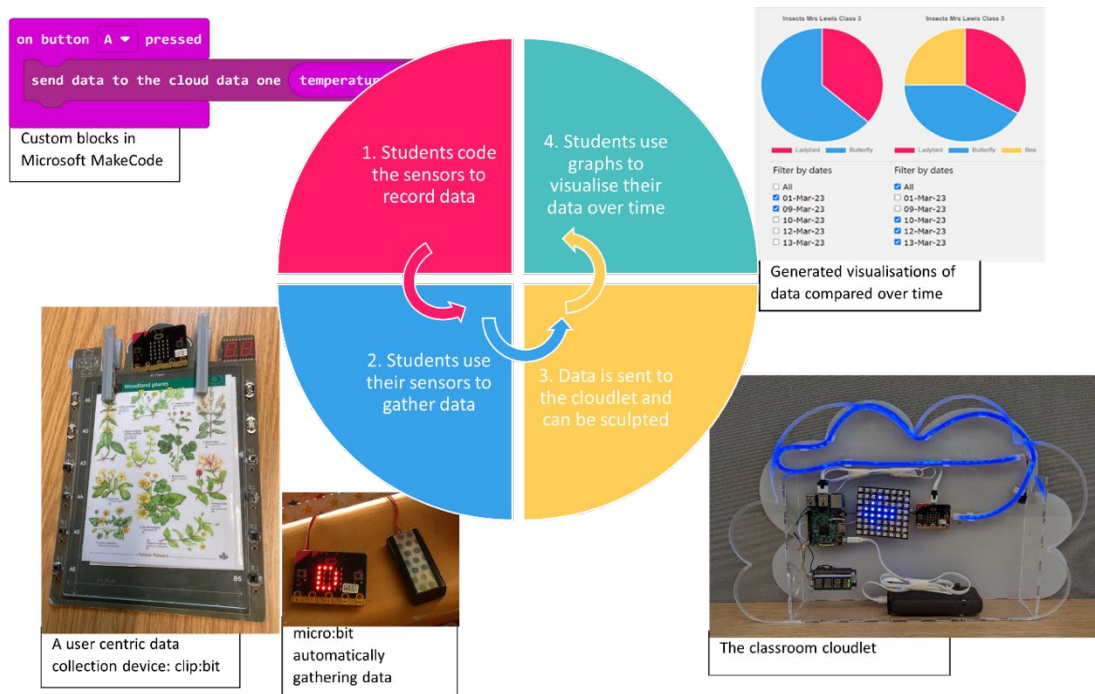 on button A pressed
send data to the cloud data one temperatur
Custom blocks in
Microsoft MakeCode
1. Students code
the sensors to
record data
4. Students use
graphs to
visualise their
data over time
Insects Mrs Lewis Class 3
Insects Mrs Lewis Class 3
Ladybird Butterfly
Ladybird Butterfly Bee
Filter by dates
All
01-Mar-23
09-Mar-23
10-Mar-23
12-Mar-23
13-Mar-23
Filter by dates
All
01-Mar-23
09-Mar-23
10-Mar-23
12-Mar-23
13-Mar-23
Generated visualisations of
data compared over time
2. Students use
their sensors to
gather data
3. Data is sent to
the cloudlet and
can be sculpted
Woodland plants
A1
A2
A3
A4
B6
A user centric data
collection device: clip:bit
micro:bit
automatically
gathering data
The classroom cloudlet